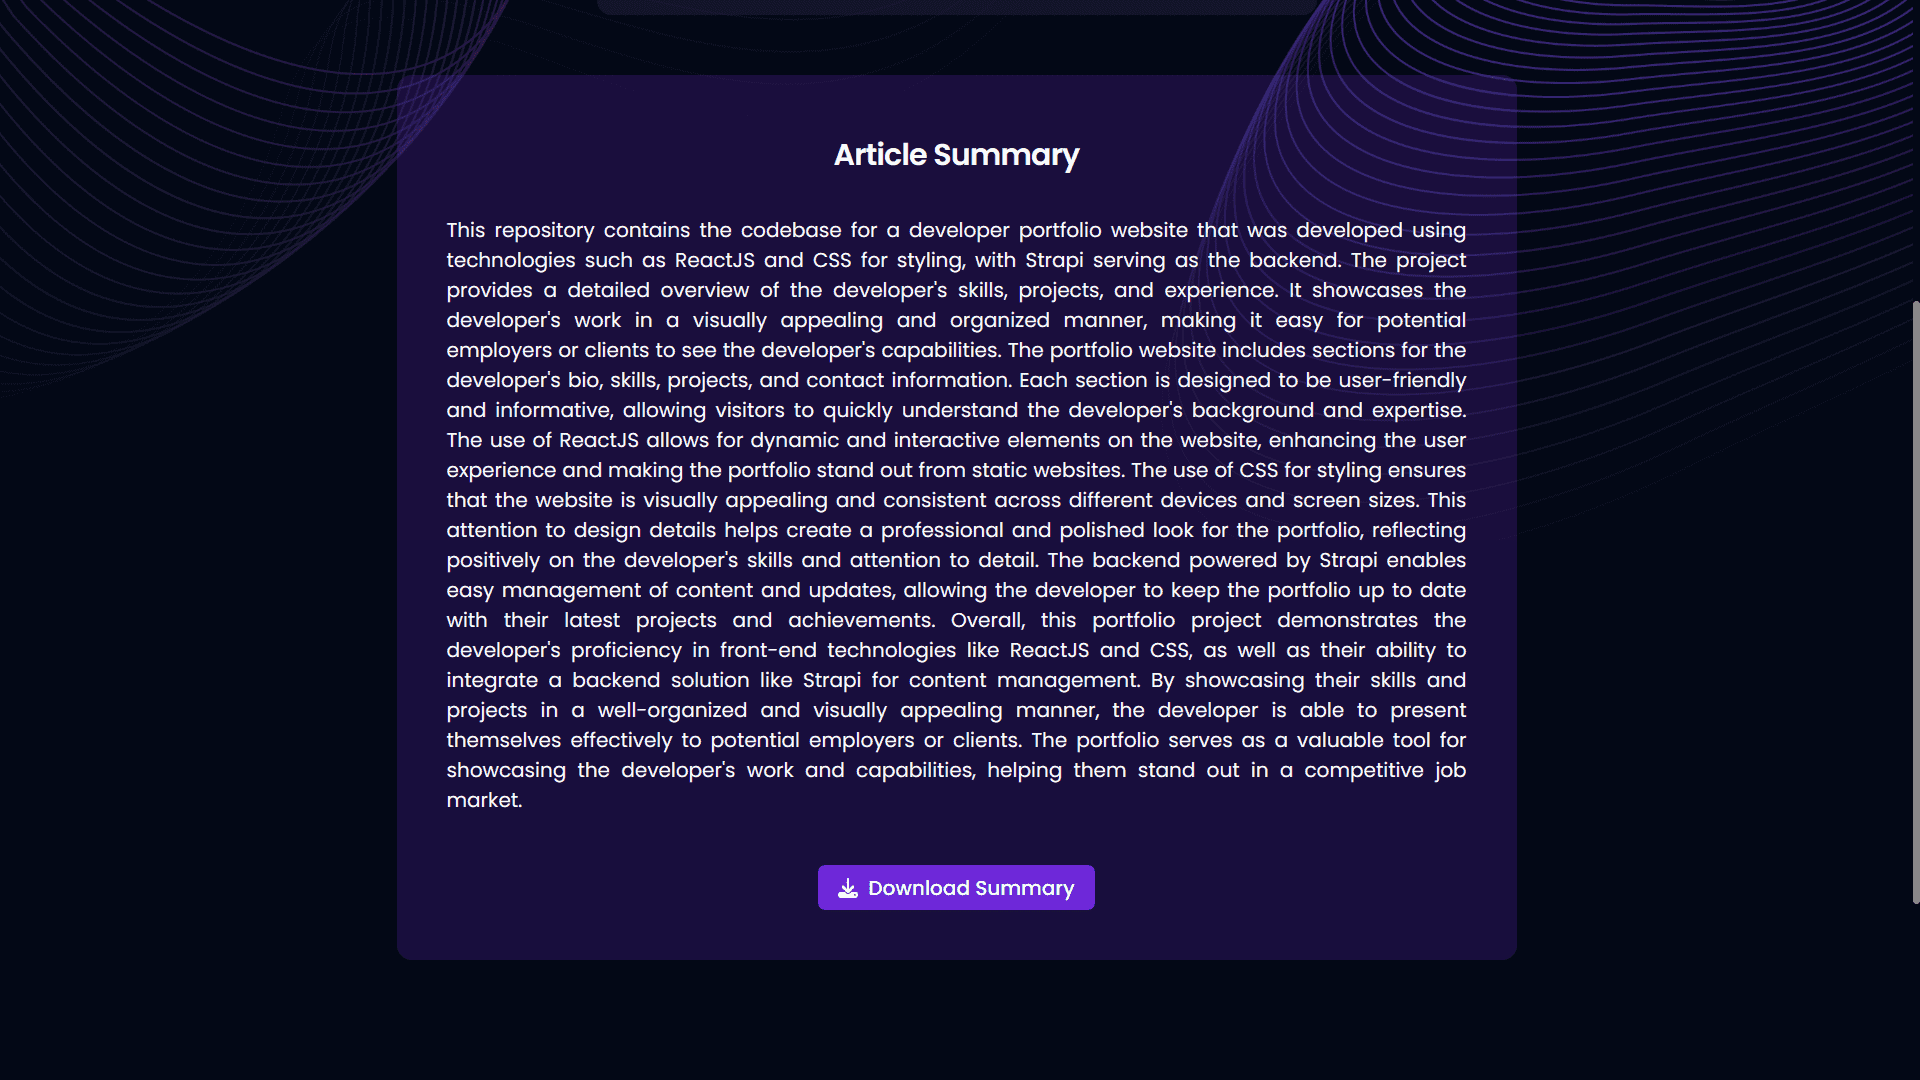 Article Summary
This repository contains the codebase for a developer portfolio website that was developed using
technologies such as ReactJS and CSS for styling, with Strapi serving as the backend. The project
provides a detailed overview of the developer's skills, projects, and experience. It showcases the
developer's work in a visually appealing and organized manner, making it easy for potential
employers or clients to see the developer's capabilities. The portfolio website includes sections for the
developer's bio, skills, projects, and contact information. Each section is designed to be user-friendly
and informative, allowing visitors to quickly understand the developer's background and expertise.
The use of ReactJS allows for dynamic and interactive elements on the website, enhancing the user
experience and making the portfolio stand out from static websites. The use of CSS for styling ensures
that the website is visually appealing and consistent across different devices and screen sizes. This
attention to design details helps create a professional and polished look for the portfolio, reflecting
positively on the developer's skills and attention to detail. The backend powered by Strapi enables
easy management of content and updates, allowing the developer to keep the portfolio up to date
with their latest projects and achievements. Overall, this portfolio project demonstrates the
developer's proficiency in front-end technologies like ReactJS and CSS, as well as their ability to
integrate a backend solution like Strapi for content management. By showcasing their skills and
projects in a well-organized and visually appealing manner, the developer is able to present
themselves effectively to potential employers or clients. The portfolio serves as a valuable tool for
showcasing the developer's work and capabilities, helping them stand out in a competitive job
market.
Download Summary